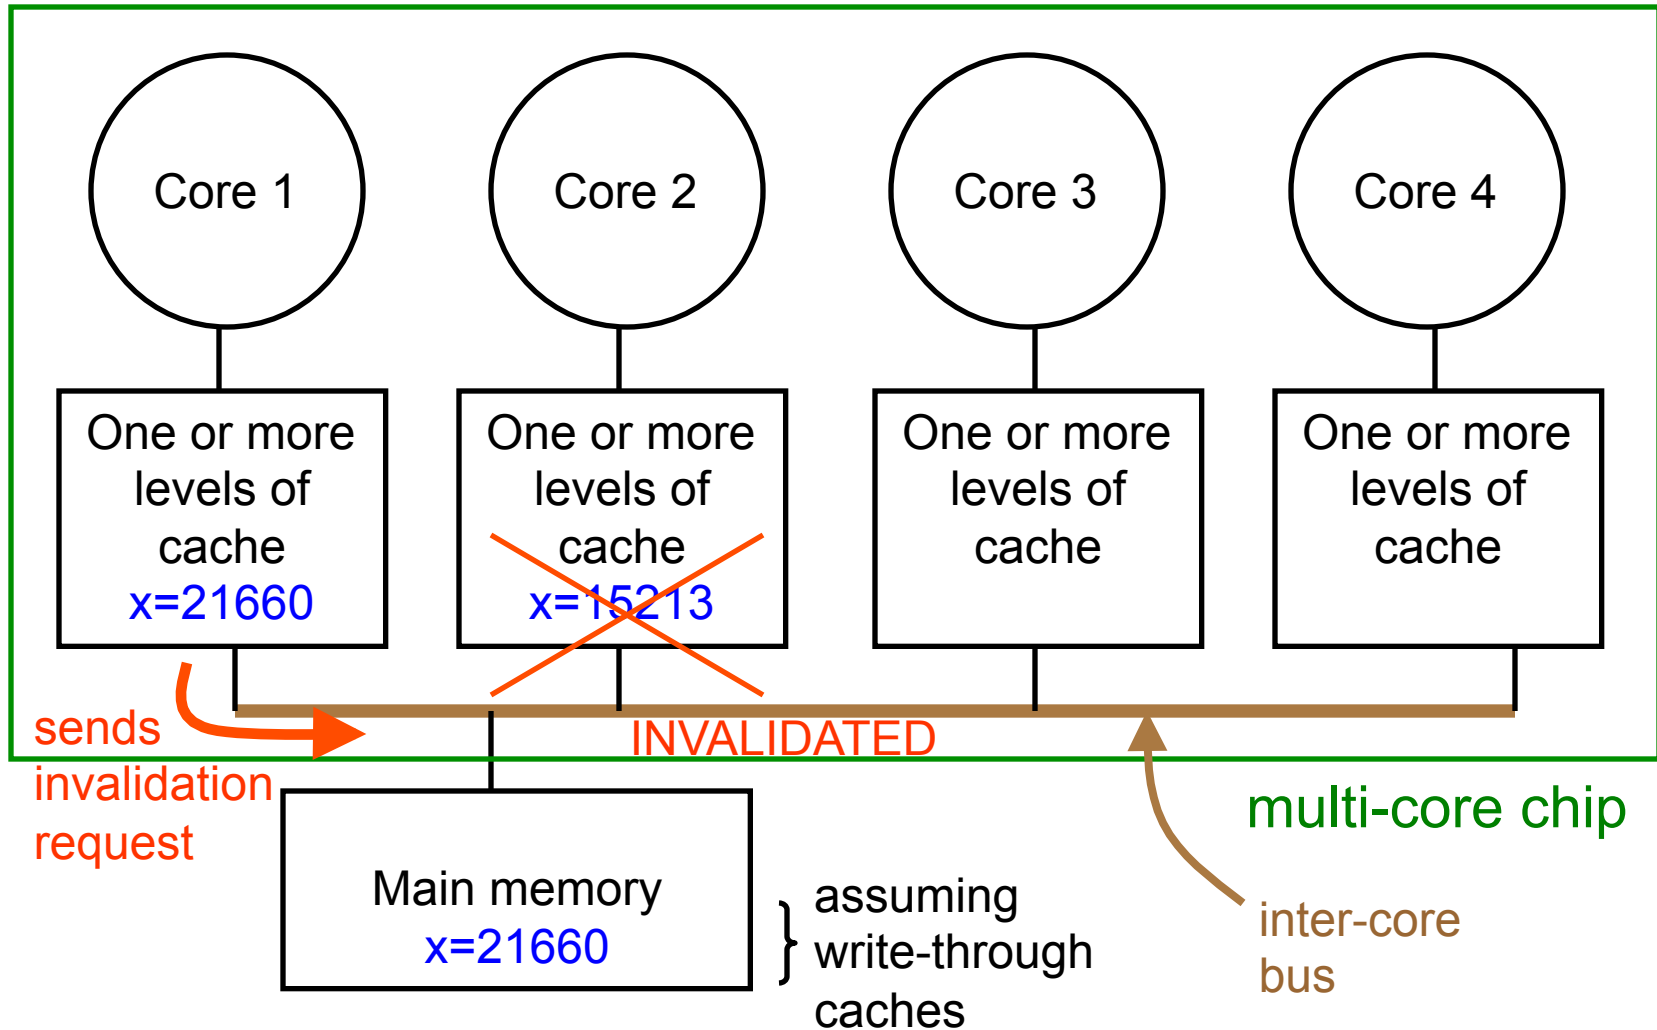 Core 1
Core 2
Core 3
Core 4
One or more
levels of
cache
x=21660
One or more
levels of
cache
x=15213
One or more
levels of
cache
One or more
levels of
cache
sends
invalidation
request
INVALIDATED
multi-core chip
Main memory
x=21660
assuming
write-through
caches
inter-core
bus